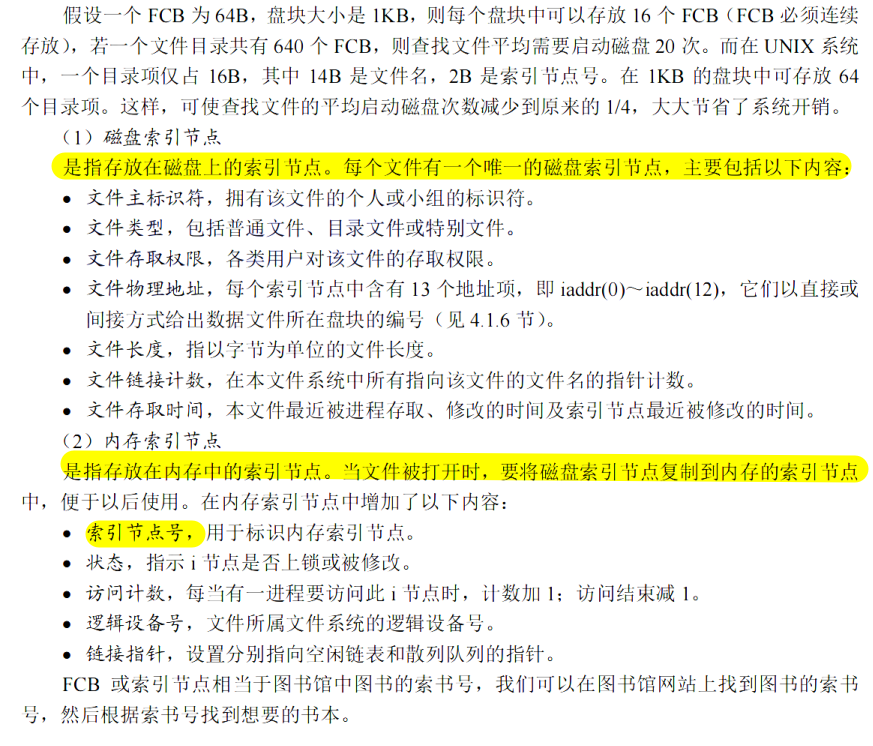 假设一个 FCB 为 64B，盘块大小是 1KB，则每个盘块中可以存放 16 个 FCB（FCB 必须连续
存放），若一个文件目录共有 640 个 FCB，则查找文件平均需要启动磁盘 20 次。而在 UNIX 系统
中，一个目录项仅占 16B，其中 14B 是文件名，2B 是索引节点号。在 1KB 的盘块中可存放 64
个目录项。这样，可使查找文件的平均启动磁盘次数减少到原来的 1/4，大大节省了系统开销。
（1）磁盘索引节点
是指存放在磁盘上的索引节点。每个文件有一个唯一的磁盘索引节点，主要包括以下内容：
• 文件主标识符，拥有该文件的个人或小组的标识符。
• 文件类型，包括普通文件、目录文件或特别文件。
• 文件存取权限，各类用户对该文件的存取权限。
• 文件物理地址，每个索引节点中含有 13 个地址项，即 iaddr(0)～iaddr(12)，它们以直接或
间接方式给出数据文件所在盘块的编号（见 4.1.6 节）。
• 文件长度，指以字节为单位的文件长度。
• 文件链接计数，在本文件系统中所有指向该文件的文件名的指针计数。
• 文件存取时间，本文件最近被进程存取、修改的时间及索引节点最近被修改的时间。
（2）内存索引节点
是指存放在内存中的索引节点。当文件被打开时，要将磁盘索引节点复制到内存的索引节点
中，便于以后使用。在内存索引节点中增加了以下内容：
• 索引节点号，用于标识内存索引节点。
• 状态，指示 i 节点是否上锁或被修改。
• 访问计数，每当有一进程要访问此 i 节点时，计数加 1；访问结束减 1。
• 逻辑设备号，文件所属文件系统的逻辑设备号。
• 链接指针，设置分别指向空闲链表和散列队列的指针。
FCB 或索引节点相当于图书馆中图书的索书号，我们可以在图书馆网站上找到图书的索书
号，然后根据索书号找到想要的书本。